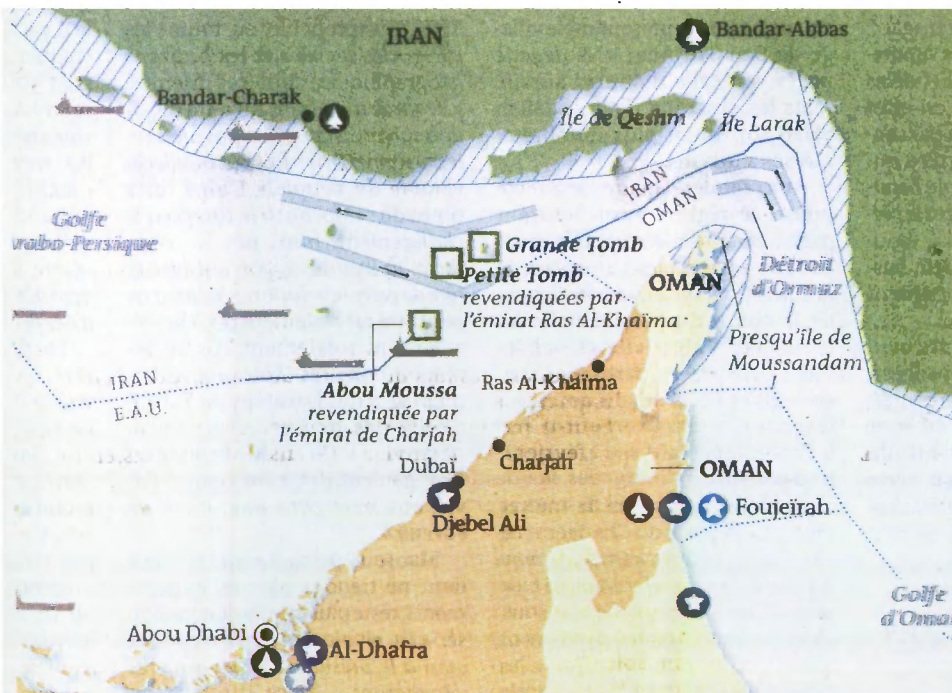 IRAN
Bandar-Abbas
Bandar-Charak
Île de Qeshm
Île Larak
IRAN
OMAN
Golfe
rabo-Persique
Grande Tomb
Petite Tomb
revendiquées par
l'émirat Ras Al-Khaïma
OMAN
Détroit
d'Ormuz
Presqu'île de
Moussandam
IRAN
E.A.U.
Abou Moussa
revendiquée par
l'émirat de Charjah
Ras Al-Khaïma
Charjah
Dubaï
Djebel Ali
OMAN
Foujeïrah
Golfe
d'Oma
Abou Dhabi
Al-Dhafra